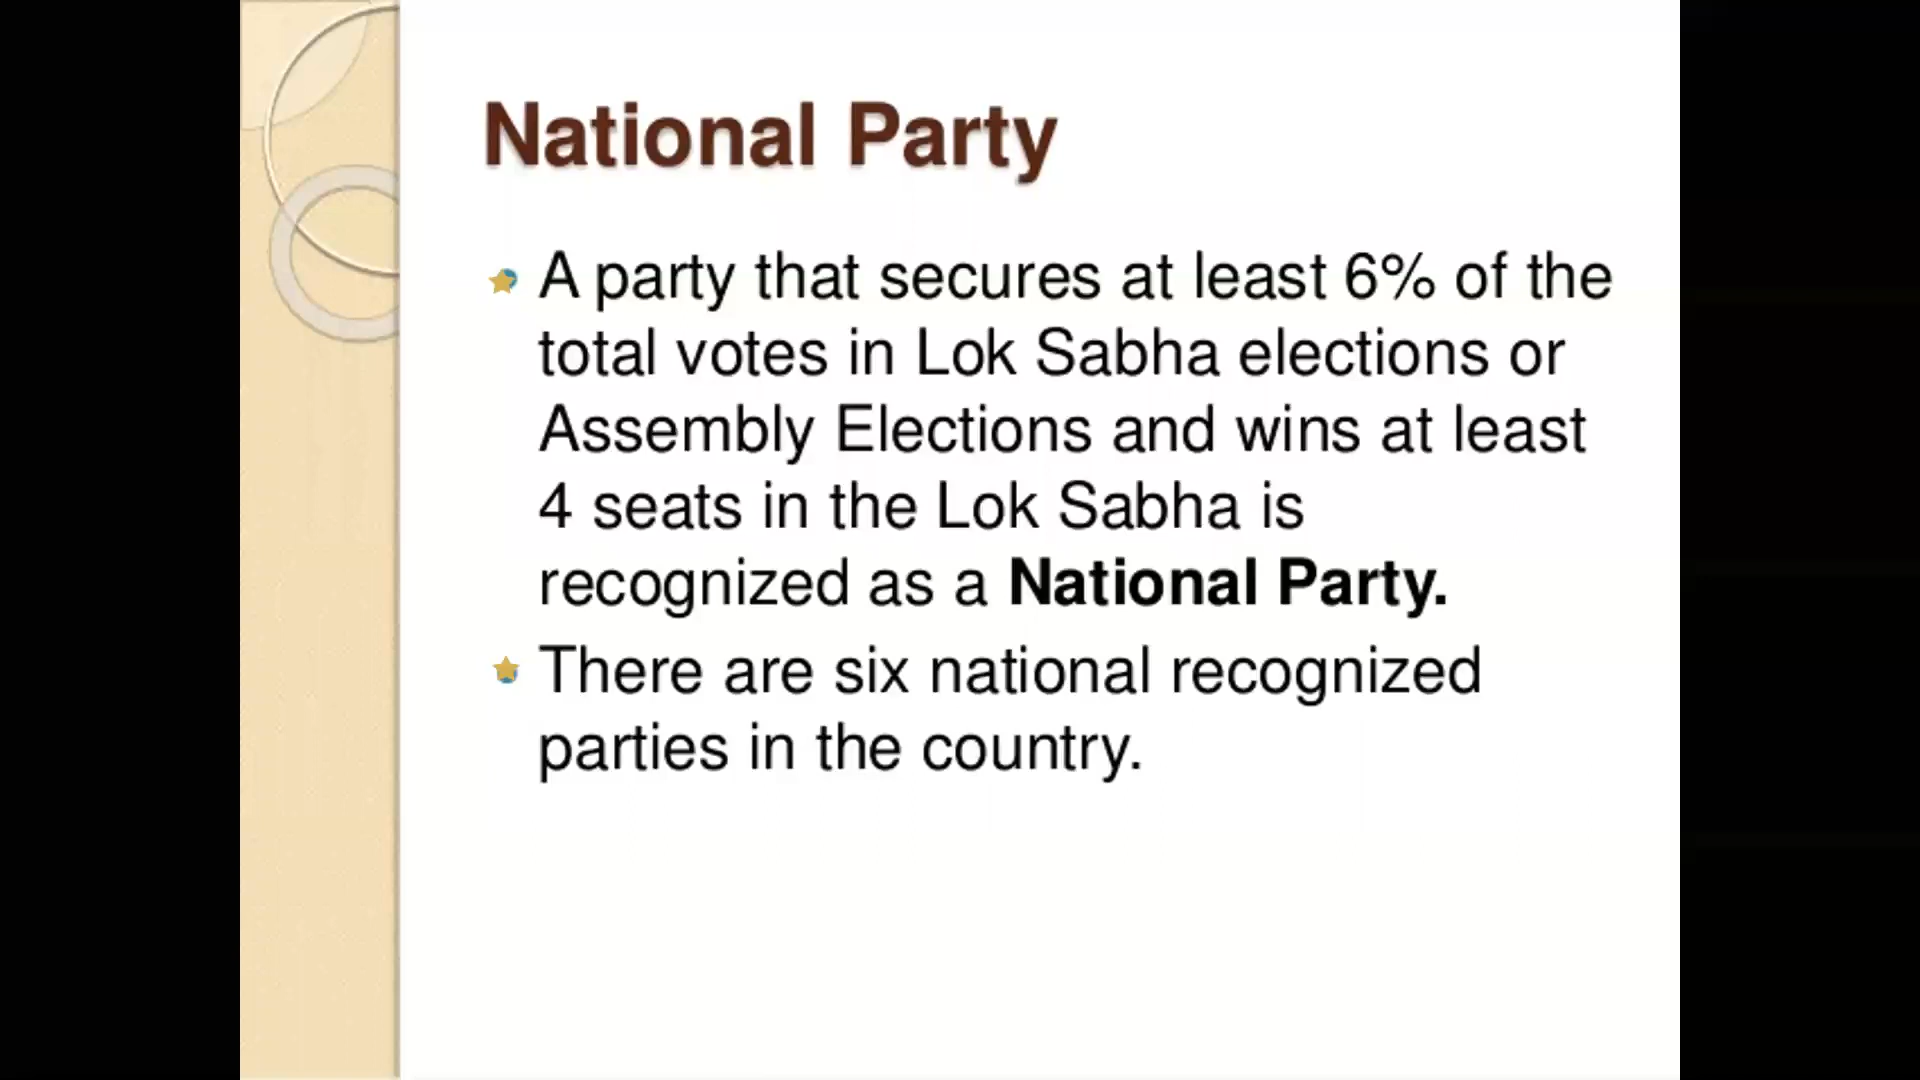 National Party
A party that secures at least 6% of the
total votes in Lok Sabha elections or
Assembly Elections and wins at least
4 seats in the Lok Sabha is
recognized as a National Party.
There are six national recognized
parties in the country.